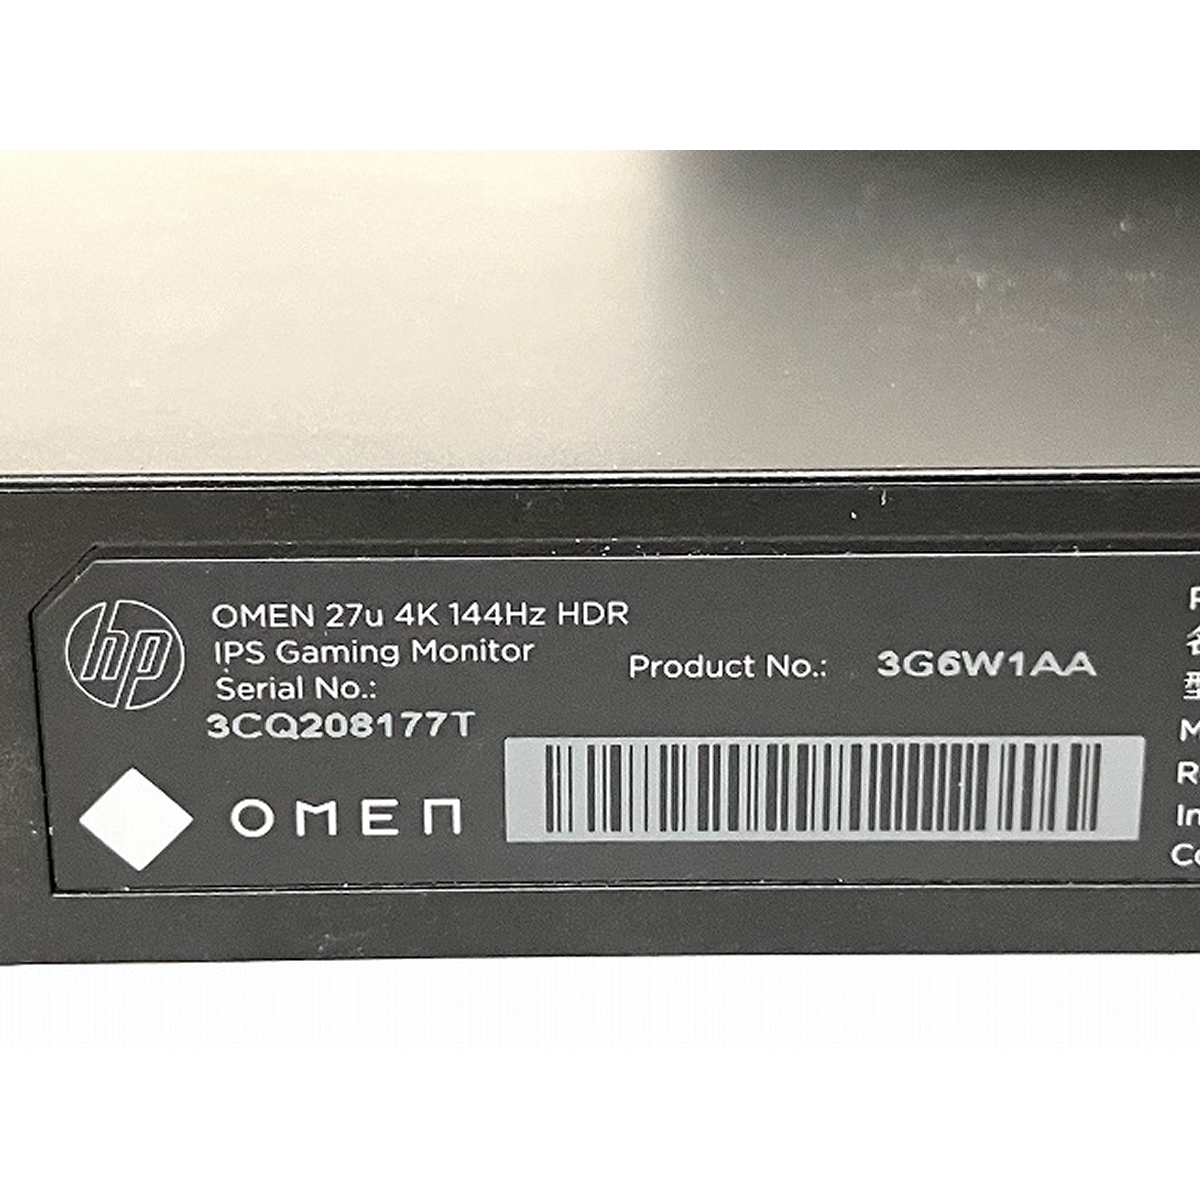 hp
OMEN 27u 4K 144Hz HDR
IPS Gaming Monitor
Serial No.:
3CQ208177T
Product No.: 3G6W1AA
OMEN